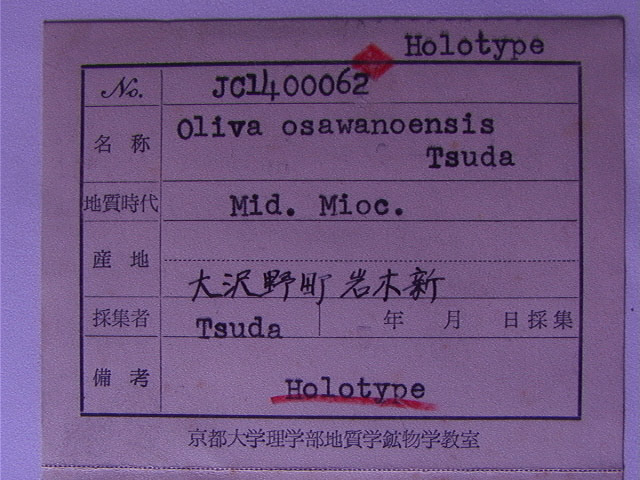 Holotype
No. JC1400062
名称 Oliva osawanoensis
Tsuda
地質時代 Mid. Mioc.
産地
大沢野町岩木新
採集者 Tsuda 年 月 日採集
備考 Holotype
京都大学理学部地質学鉱物学教室